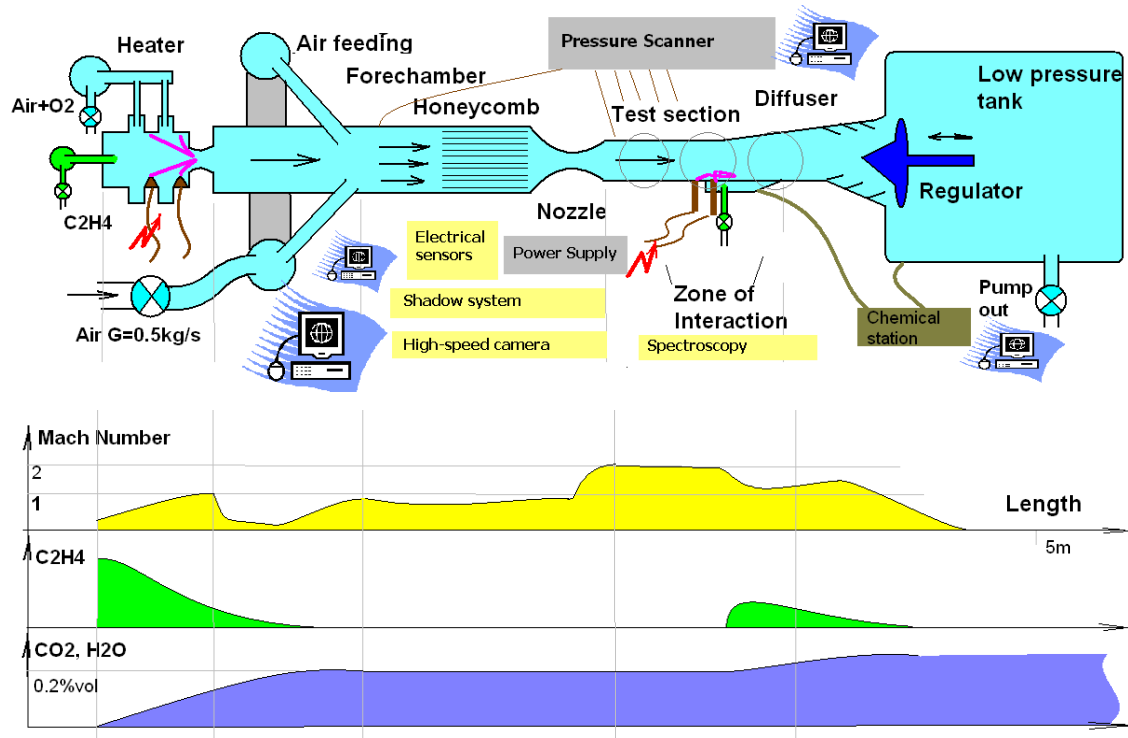 Heater
Air feeding
Pressure Scanner
Forechamber
Low pressure
tank
Air+O2
Honeycomb
Test section
Diffuser
C2H4
Regulator
Nozzle
Electrical
sensors
Power Supply
Zone of
Interaction
Pump
out
Shadow system
Chemical
station
Air G=0.5kg/s
High-speed camera
Spectroscopy
Mach Number
2
1
Length
5m
C2H4
CO2, H2O
0.2%vol